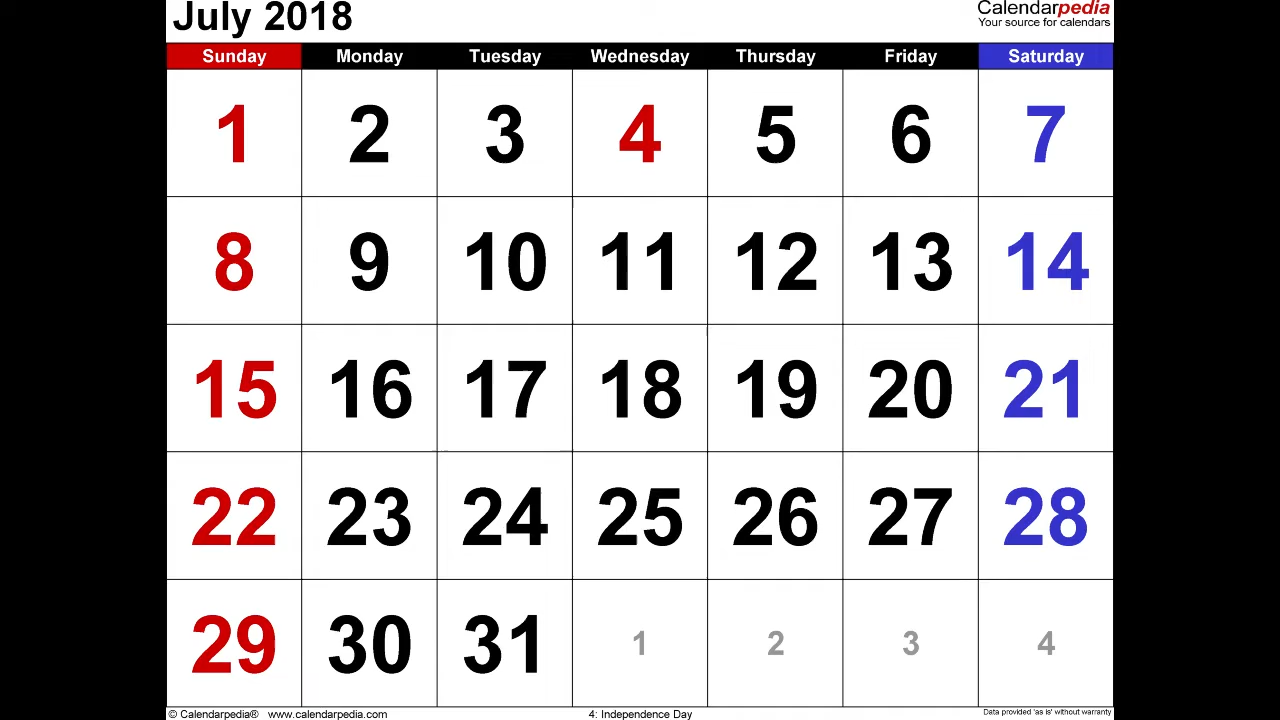 July 2018
Calendarpedia
Your source for calendars
Sunday Monday Tuesday Wednesday Thursday Friday Saturday
1 2 3 4 5 6 7
8 9 10 11 12 13 14
15 16 17 18 19 20 21
22 23 24 25 26 27 28
29 30 31 1 2 3 4
© Calendarpedia® www.calendarpedia.com 4: Independence Day Data provided 'as is' without warranty